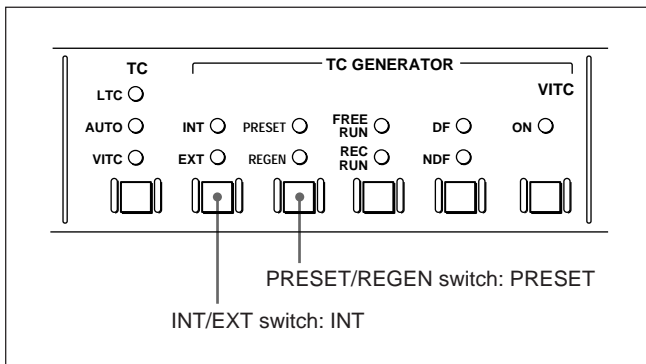 TC
TC GENERATOR
LTC
VITC
AUTO INT PRESET FREE RUN DF ON
VITC EXT REGEN REC RUN NDF
PRESET/REGEN switch: PRESET
INT/EXT switch: INT